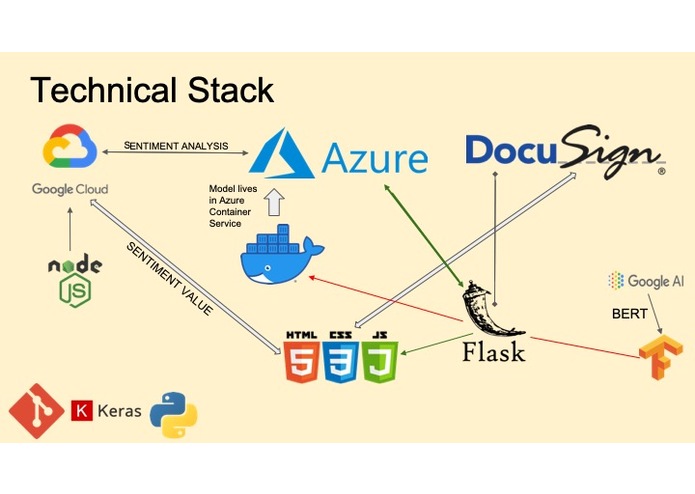 Technical Stack
SENTIMENT ANALYSIS
Azure
DocuSign
®
Google Cloud
Model lives
in Azure
Container
Service
node
JS
SENTIMENT VALUE
Google AI
BERT
HTML CSS JS
5 3 J
Flask
K Keras